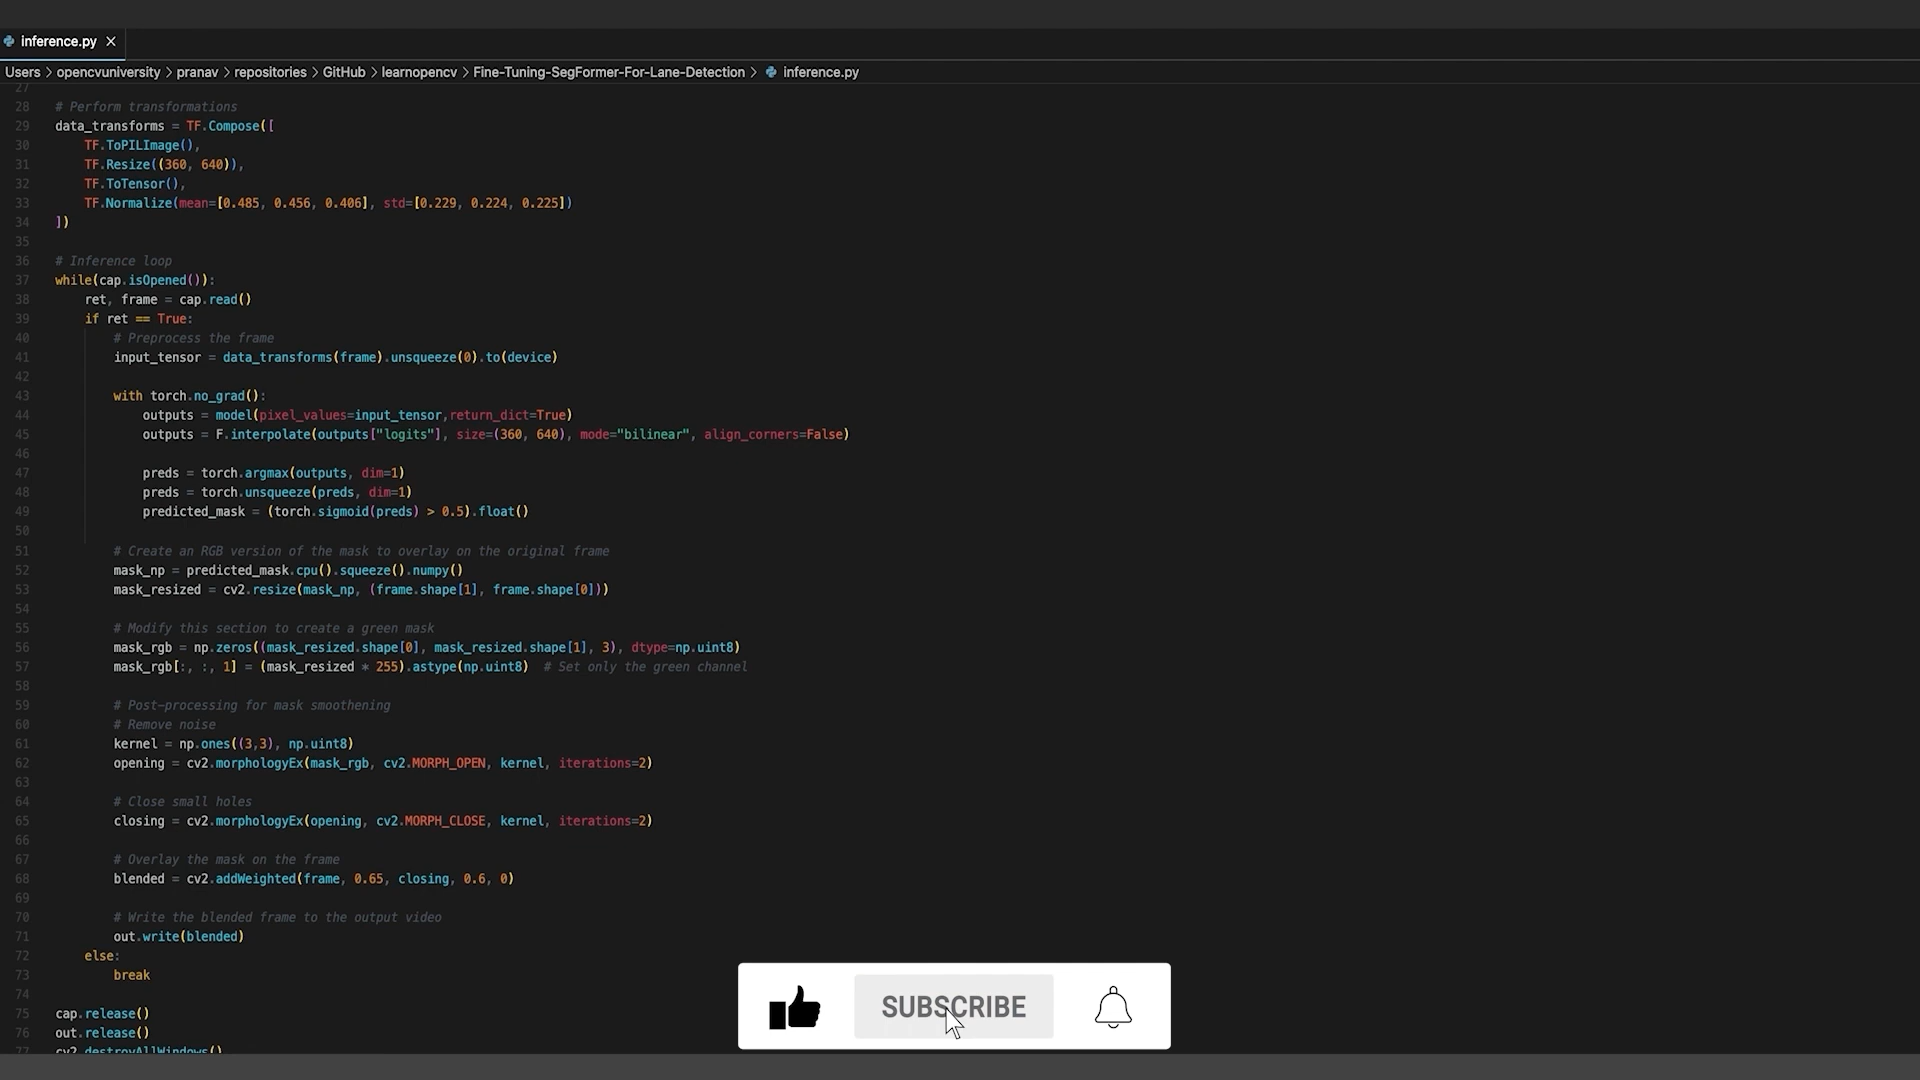 inference.py
Users > opencvuniversity > pranav > repositories > GitHub > learnopencv > Fine-Tuning-SegFormer-For-Lane-Detection > inference.py
27
28 # Perform transformations
29 data_transforms = TF.Compose([
30     TF.ToPILImage(),
31     TF.Resize((360, 640)),
32     TF.ToTensor(),
33     TF.Normalize(mean=[0.485, 0.456, 0.406], std=[0.229, 0.224, 0.225])
34 ])
35
36 # Inference loop
37 while(cap.isOpened()):
38     ret, frame = cap.read()
39     if ret == True:
40         # Preprocess the frame
41         input_tensor = data_transforms(frame).unsqueeze(0).to(device)
42
43         with torch.no_grad():
44             outputs = model(pixel_values=input_tensor,return_dict=True)
45             outputs = F.interpolate(outputs["logits"], size=(360, 640), mode="bilinear", align_corners=False)
46
47             preds = torch.argmax(outputs, dim=1)
48             preds = torch.unsqueeze(preds, dim=1)
49             predicted_mask = (torch.sigmoid(preds) > 0.5).float()
50
51         # Create an RGB version of the mask to overlay on the original frame
52         mask_np = predicted_mask.cpu().squeeze().numpy()
53         mask_resized = cv2.resize(mask_np, (frame.shape[1], frame.shape[0]))
54
55         # Modify this section to create a green mask
56         mask_rgb = np.zeros((mask_resized.shape[0], mask_resized.shape[1], 3), dtype=np.uint8)
57         mask_rgb[:, :, 1] = (mask_resized * 255).astype(np.uint8)  # Set only the green channel
58
59         # Post-processing for mask smoothening
60         # Remove noise
61         kernel = np.ones((3,3), np.uint8)
62         opening = cv2.morphologyEx(mask_rgb, cv2.MORPH_OPEN, kernel, iterations=2)
63
64         # Close small holes
65         closing = cv2.morphologyEx(opening, cv2.MORPH_CLOSE, kernel, iterations=2)
66
67         # Overlay the mask on the frame
68         blended = cv2.addWeighted(frame, 0.65, closing, 0.6, 0)
69
70         # Write the blended frame to the output video
71         out.write(blended)
72     else:
73         break
74
75 cap.release()
76 out.release()
77 cv2.destroyAllWindows()
SUBSCRIBE